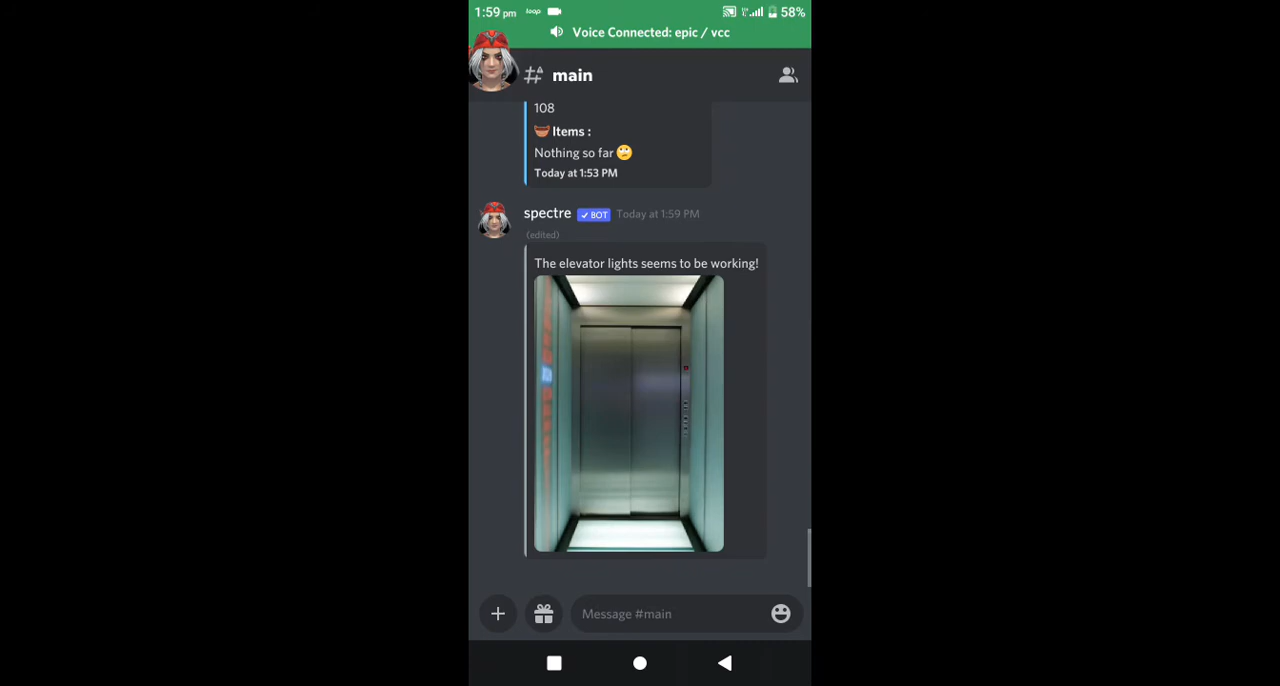 1:59 pm loop 58%
Voice Connected: epic / vcc
main
108
Items :
Nothing so far
Today at 1:53 PM
spectre BOT Today at 1:59 PM
(edited)
The elevator lights seems to be working!
Message #main